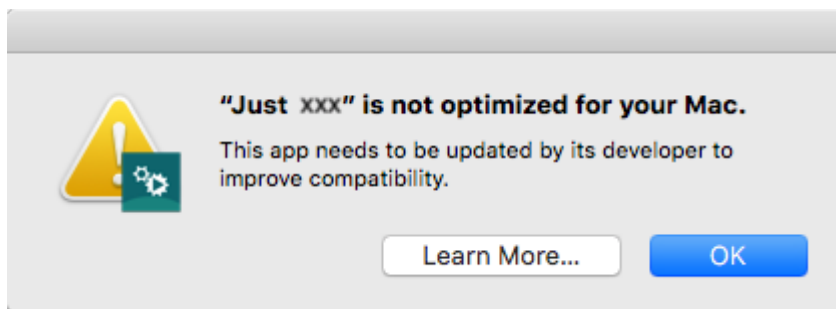 “Just xxx” is not optimized for your Mac.
This app needs to be updated by its developer to
improve compatibility.
Learn More...
OK